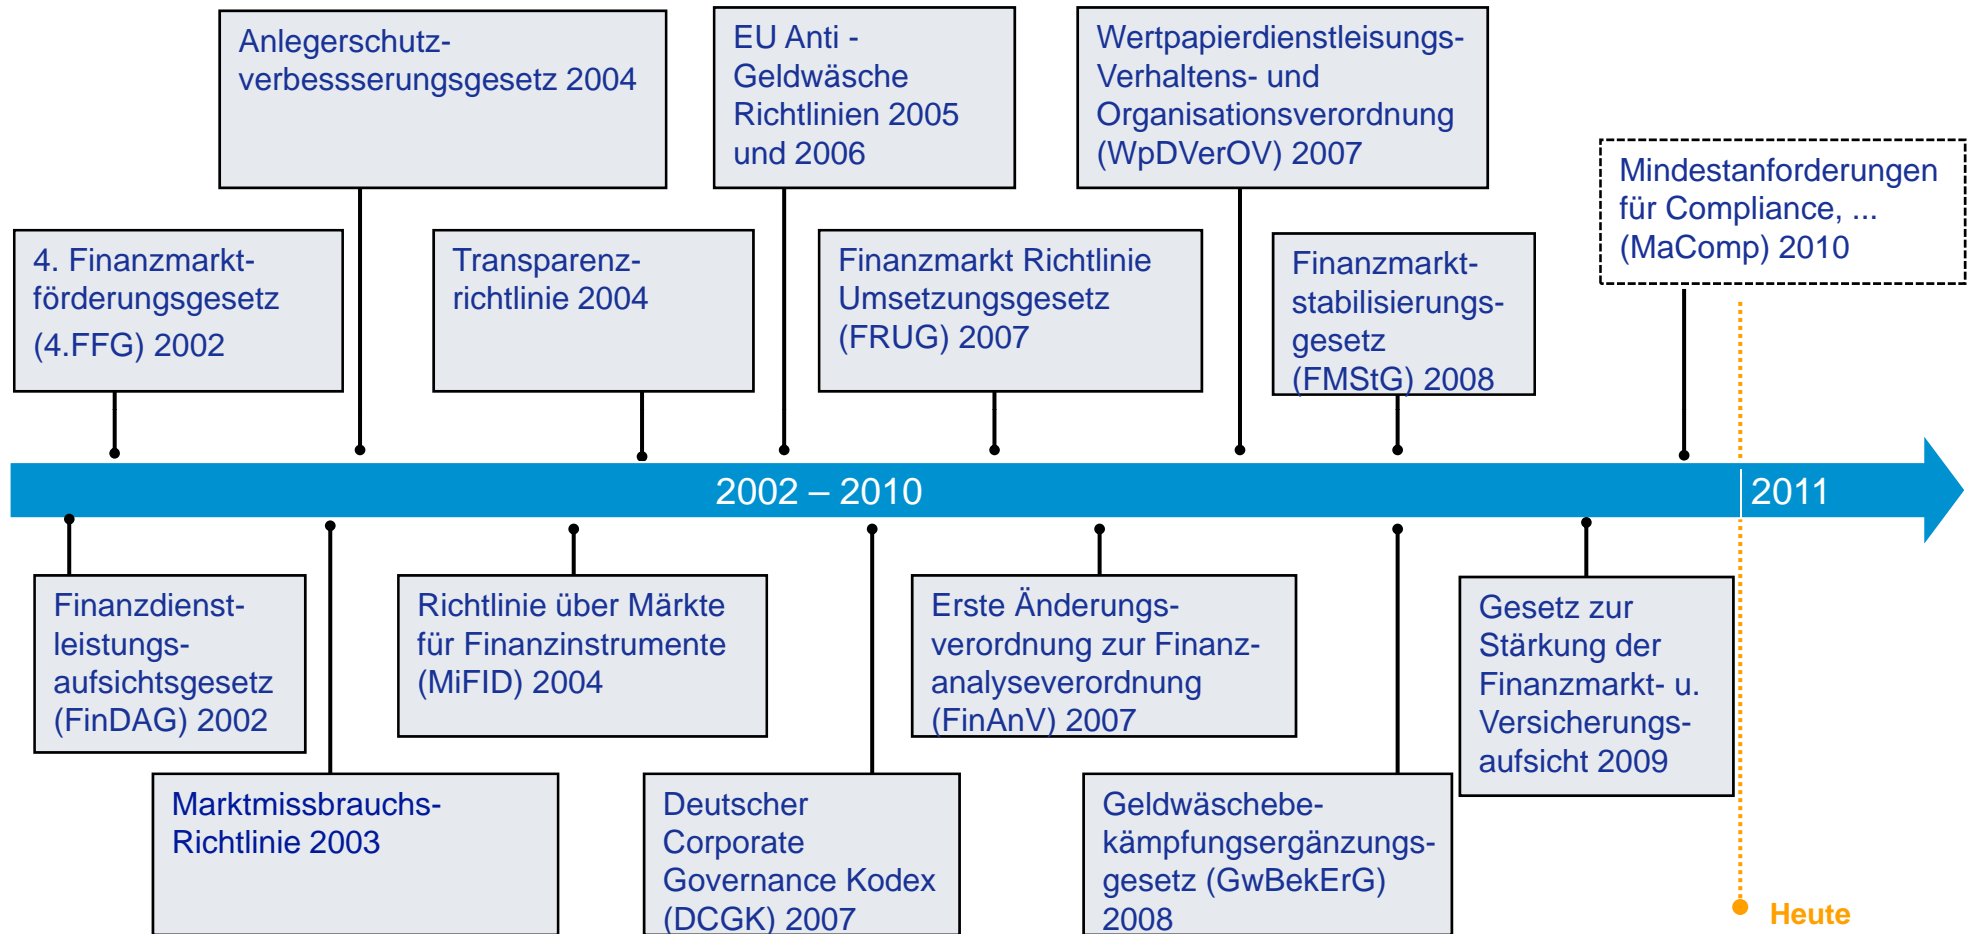 Anlegerschutz-
verbessserungsgesetz 2004
EU Anti -
Geldwäsche
Richtlinien 2005
und 2006
Wertpapierdienstleisungs-
Verhaltens- und
Organisationsverordnung
(WpDVerOV) 2007
Mindestanforderungen
für Compliance, ...
(MaComp) 2010
4. Finanzmarkt-
förderungsgesetz
(4.FFG) 2002
Transparenz-
richtlinie 2004
Finanzmarkt Richtlinie
Umsetzungsgesetz
(FRUG) 2007
Finanzmarkt-
stabilisierungs-
gesetz
(FMStG) 2008
2002 – 2010
2011
Finanzdienst-
leistungs-
aufsichtsgesetz
(FinDAG) 2002
Richtlinie über Märkte
für Finanzinstrumente
(MiFID) 2004
Erste Änderungs-
verordnung zur Finanz-
analyseverordnung
(FinAnV) 2007
Gesetz zur
Stärkung der
Finanzmarkt- u.
Versicherungs-
aufsicht 2009
Marktmissbrauchs-
Richtlinie 2003
Deutscher
Corporate
Governance Kodex
(DCGK) 2007
Geldwäschebe-
kämpfungsergänzungs-
gesetz (GwBekErG)
2008
Heute